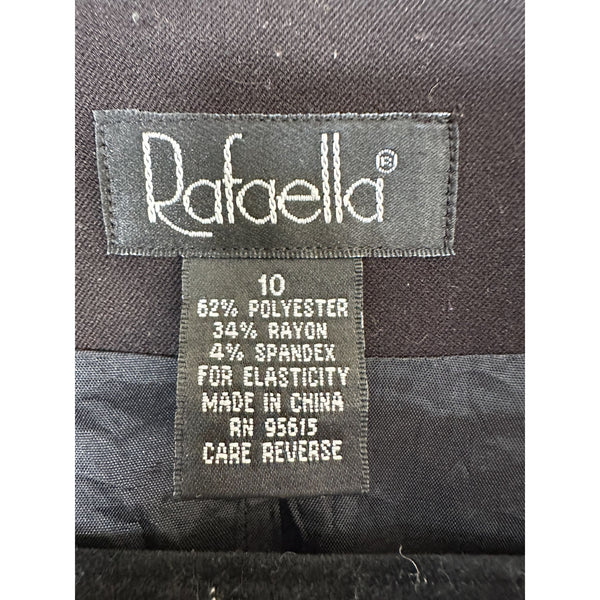 Rafaella®
10
62% POLYESTER
34% RAYON
4% SPANDEX
FOR ELASTICITY
MADE IN CHINA
RN 95615
CARE REVERSE